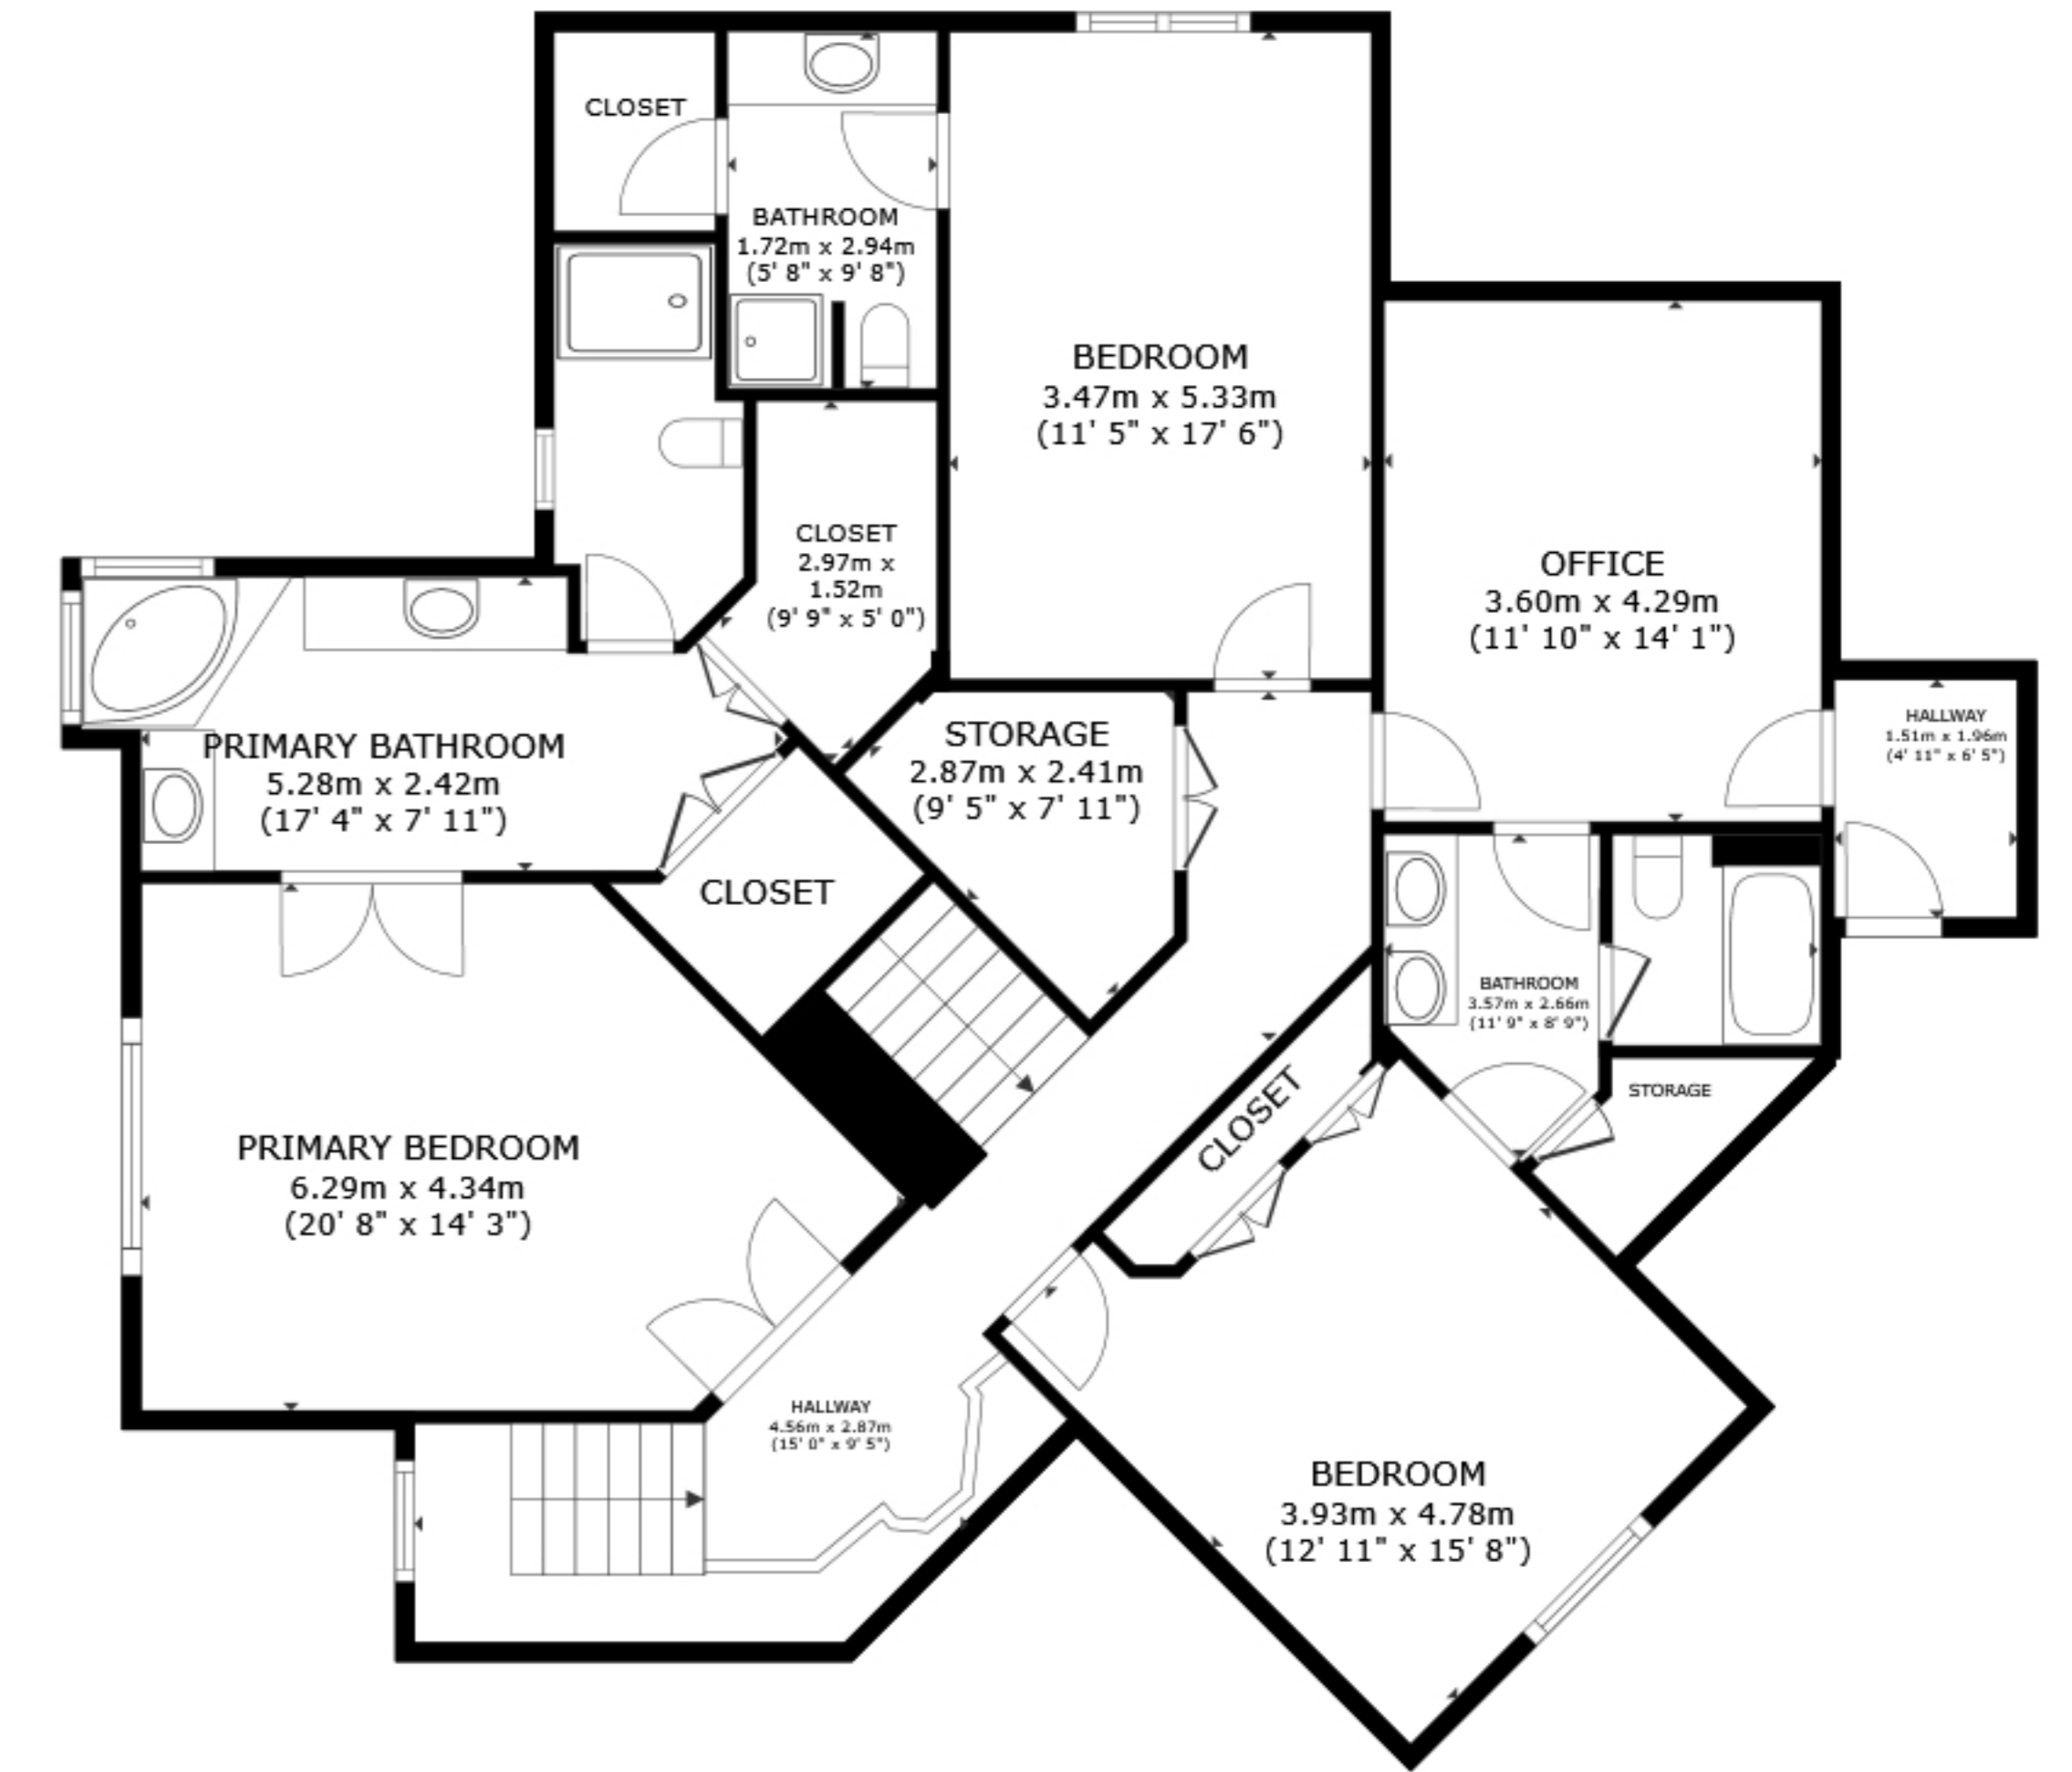 CLOSET
BATHROOM
1.72m x 2.94m
(5' 8" x 9' 8")
BEDROOM
3.47m x 5.33m
(11' 5" x 17' 6")
CLOSET
2.97m x
1.52m
(9' 9" x 5' 0")
OFFICE
3.60m x 4.29m
(11' 10" x 14' 1")
HALLWAY
1.51m x 1.96m
(4' 11" x 6' 5")
PRIMARY BATHROOM
5.28m x 2.42m
(17' 4" x 7' 11")
STORAGE
2.87m x 2.41m
(9' 5" x 7' 11")
CLOSET
BATHROOM
3.57m x 2.66m
(11' 9" x 8' 9")
STORAGE
CLOSET
PRIMARY BEDROOM
6.29m x 4.34m
(20' 8" x 14' 3")
HALLWAY
4.56m x 2.87m
(15' 0" x 9' 5")
BEDROOM
3.93m x 4.78m
(12' 11" x 15' 8")